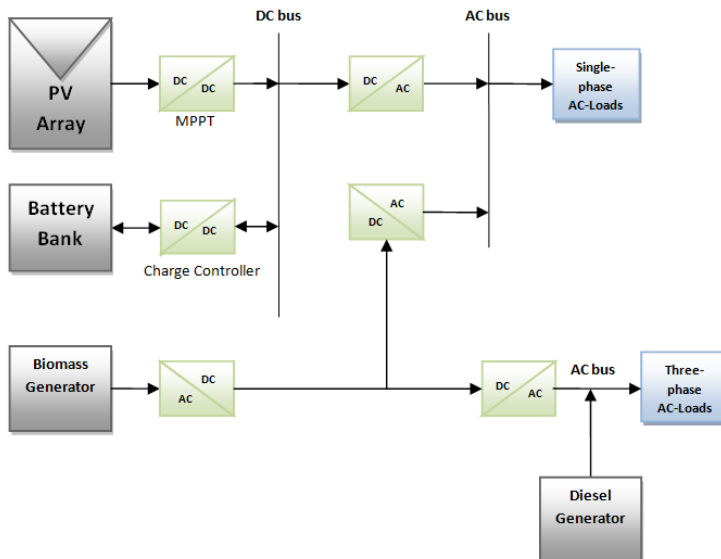 DC bus
AC bus
PV
Array
DC
DC
MPPT
DC
AC
Single-
phase
AC-Loads
Battery
Bank
DC
DC
Charge Controller
AC
DC
Biomass
Generator
DC
AC
DC
AC
AC bus
Three-
phase
AC-Loads
Diesel
Generator